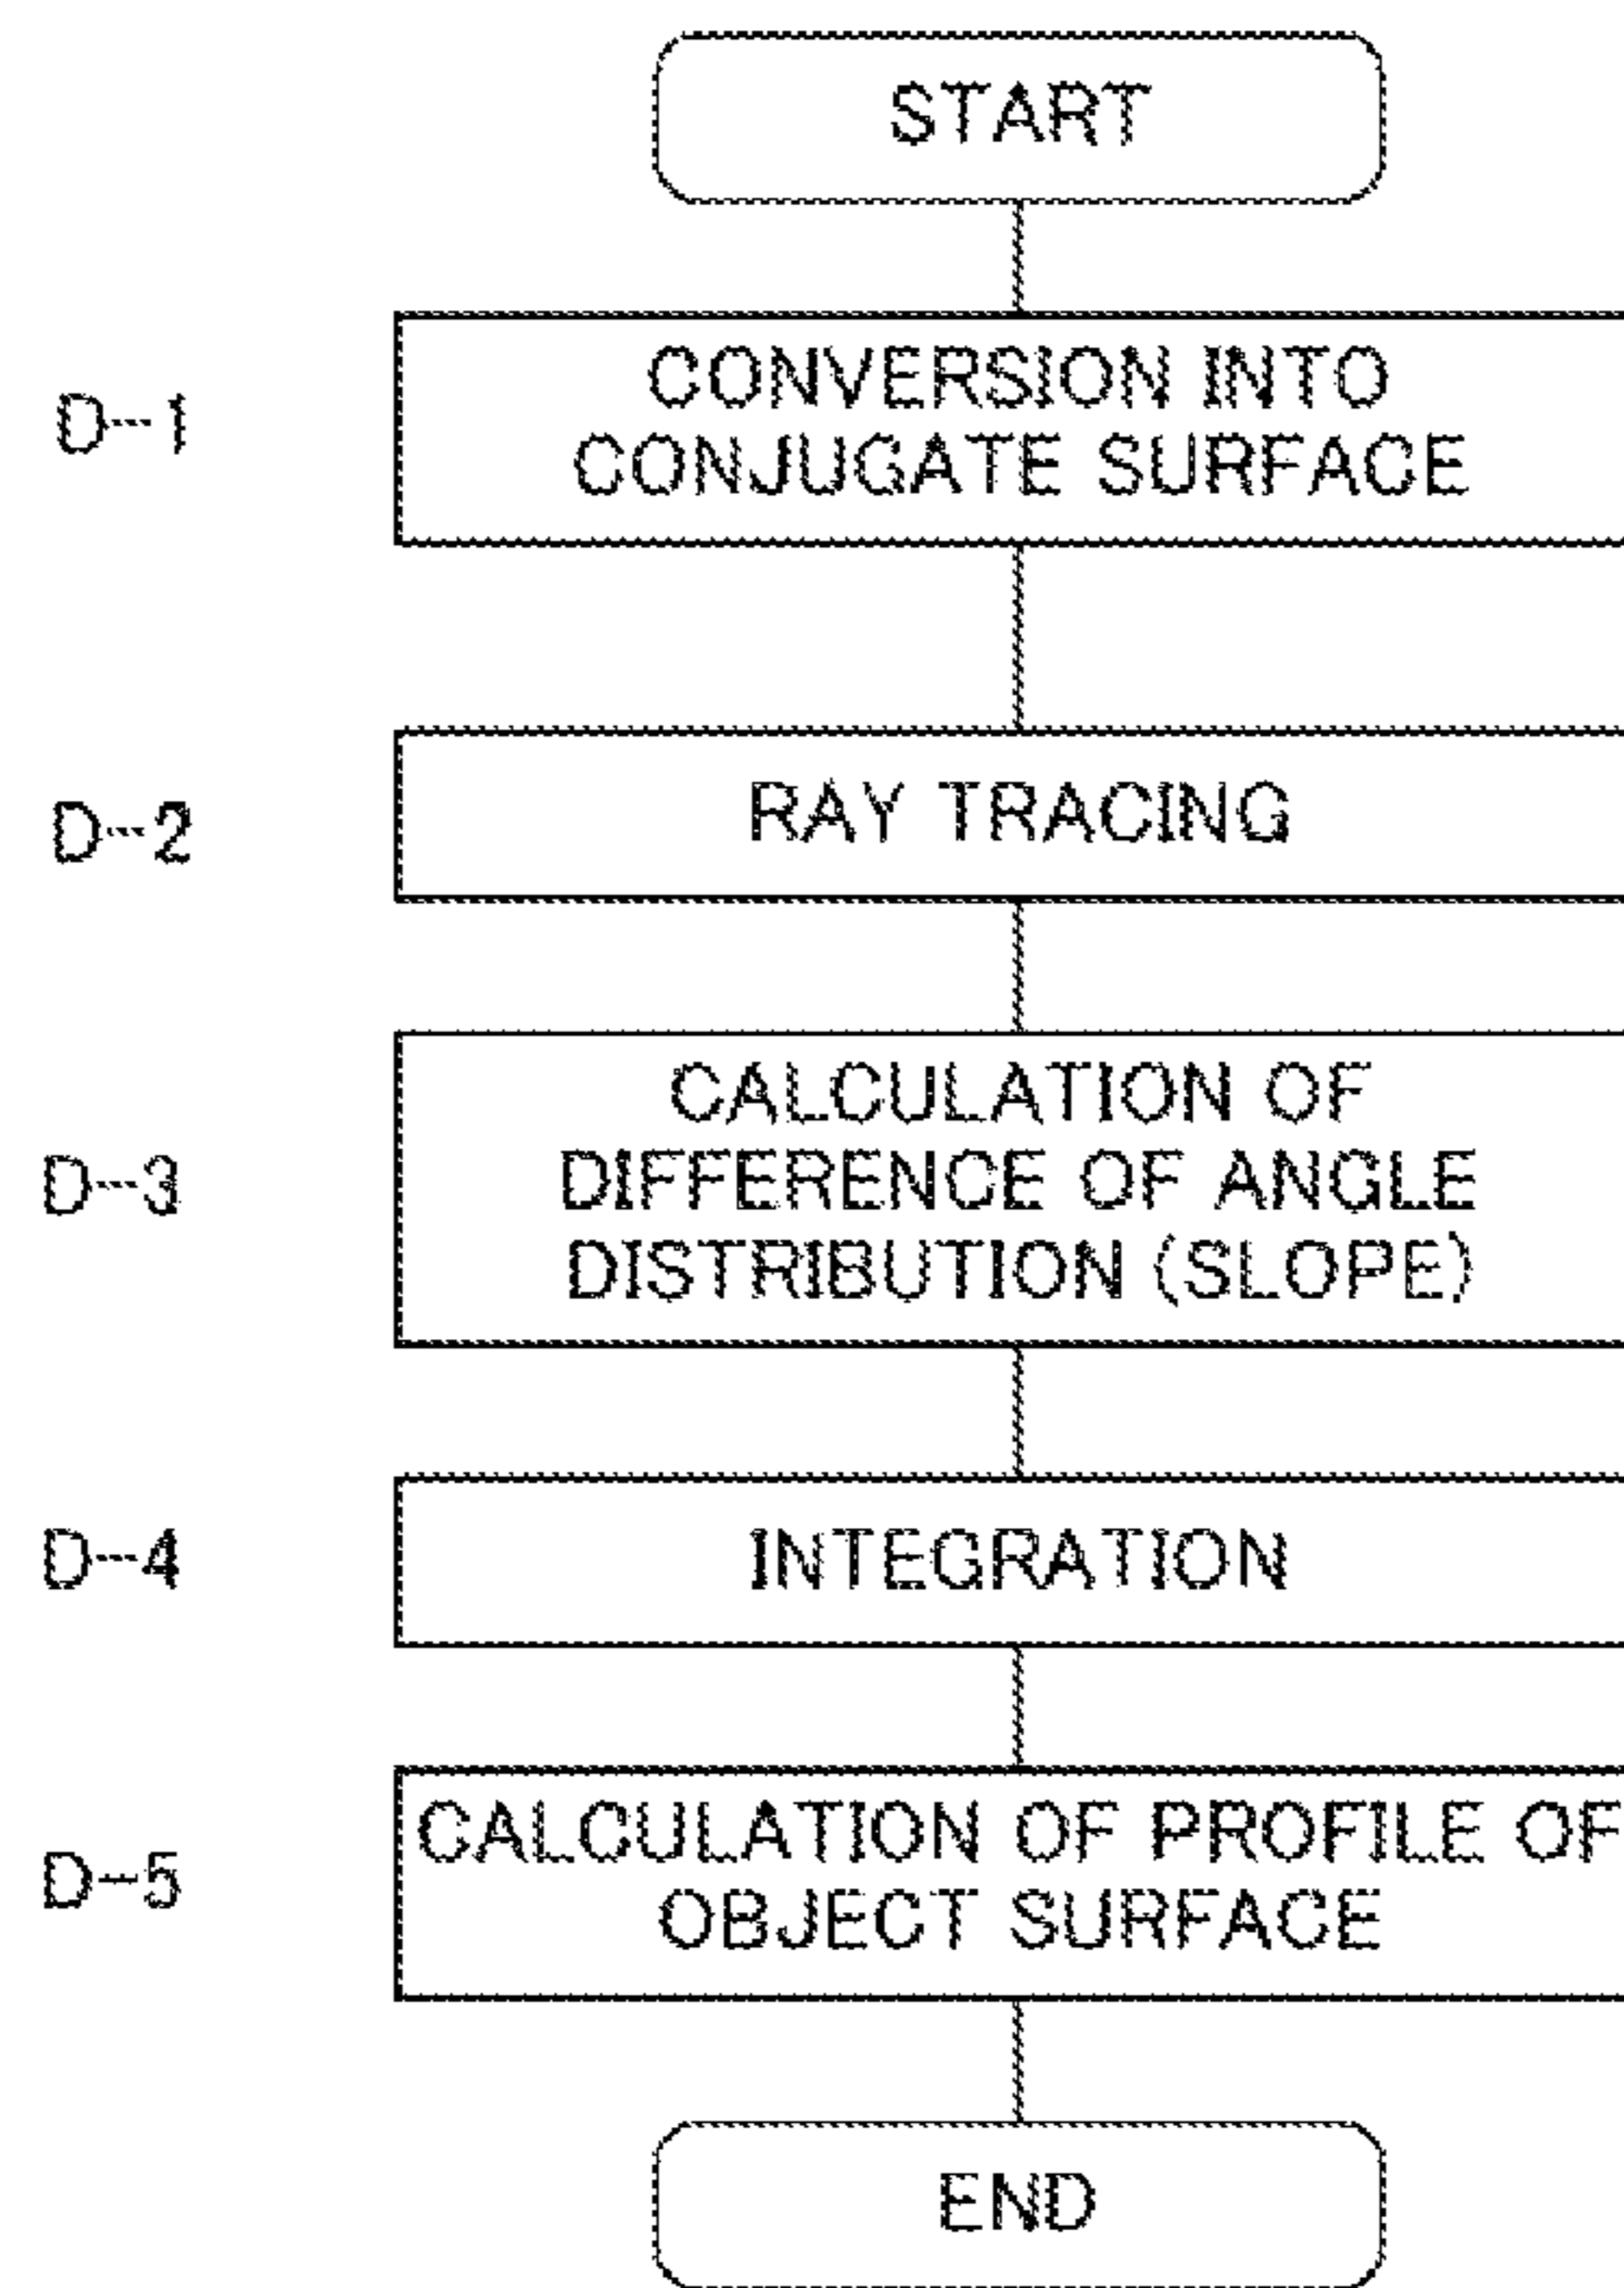 START
D-1
CONVERSION INTO
CONJUGATE SURFACE
D-2
RAY TRACING
D-3
CALCULATION OF
DIFFERENCE OF ANGLE
DISTRIBUTION (SLOPE)
D-4
INTEGRATION
D-5
CALCULATION OF PROFILE OF
OBJECT SURFACE
END